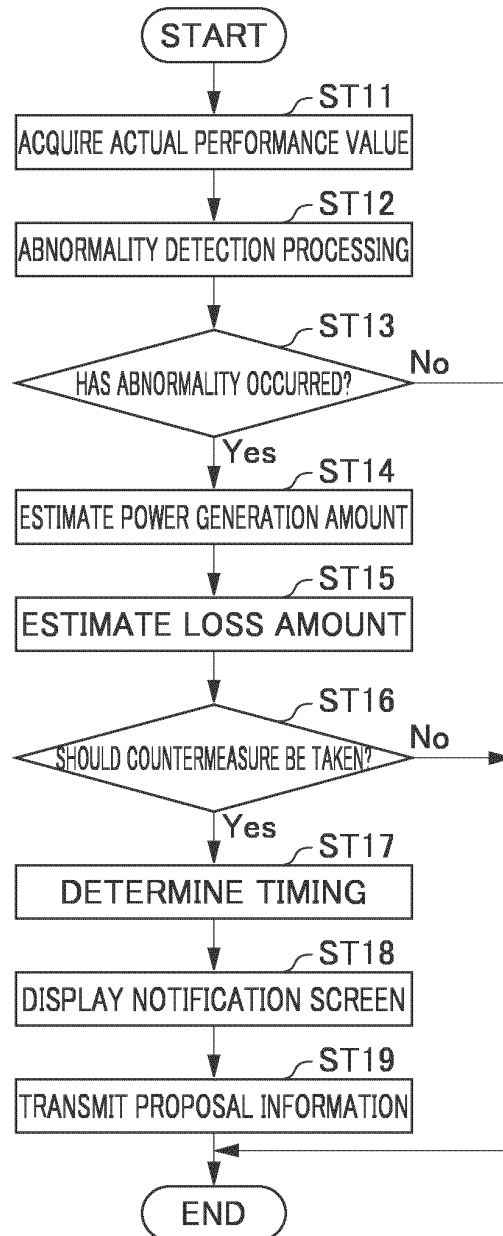 START
ST11
ACQUIRE ACTUAL PERFORMANCE VALUE
ST12
ABNORMALITY DETECTION PROCESSING
ST13
HAS ABNORMALITY OCCURRED?
No
Yes
ST14
ESTIMATE POWER GENERATION AMOUNT
ST15
ESTIMATE LOSS AMOUNT
ST16
SHOULD COUNTERMEASURE BE TAKEN?
No
Yes
ST17
DETERMINE TIMING
ST18
DISPLAY NOTIFICATION SCREEN
ST19
TRANSMIT PROPOSAL INFORMATION
END